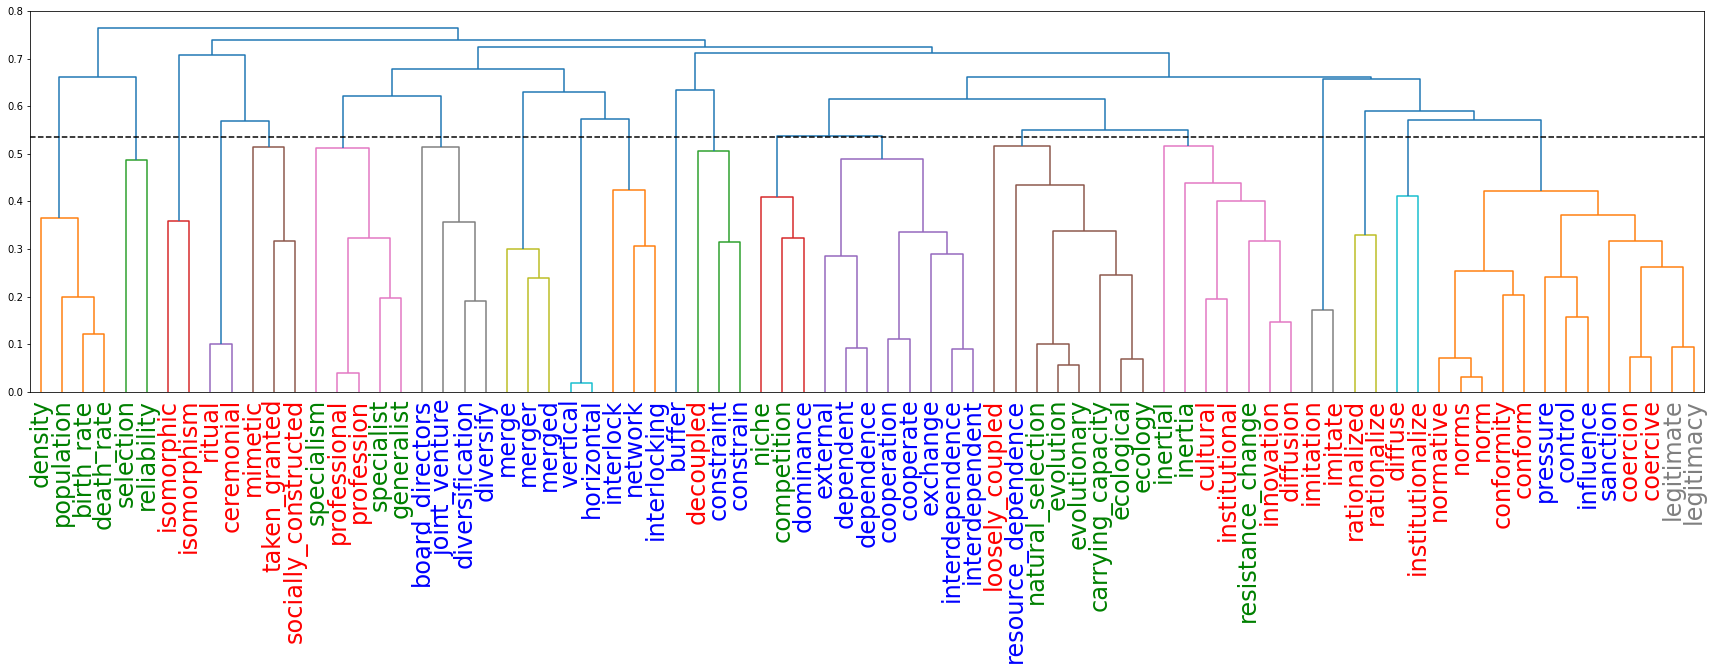 0.8
0.7
0.6
0.5
0.4
0.3
0.2
0.1
0.0
density
population
birth_rate
death_rate
selection
reliability
isomorphic
isomorphism
ritual
ceremonial
mimetic
taken_granted
socially_constructed
specialism
professional
profession
specialist
generalist
board_directors
joint_venture
diversification
diversify
merge
merger
merged
vertical
horizontal
interlock
network
interlocking
buffer
decoupled
constraint
constrain
niche
competition
dominance
external
dependent
dependence
cooperation
cooperate
exchange
interdependence
interdependent
loosely_coupled
resource_dependence
natural_selection
evolution
evolutionary
carrying_capacity
ecological
ecology
inertial
inertia
cultural
institutional
resistance_change
innovation
diffusion
imitation
imitate
rationalized
rationalize
diffuse
institutionalize
normative
norms
norm
conformity
conform
pressure
control
influence
sanction
coercion
coercive
legitimate
legitimacy